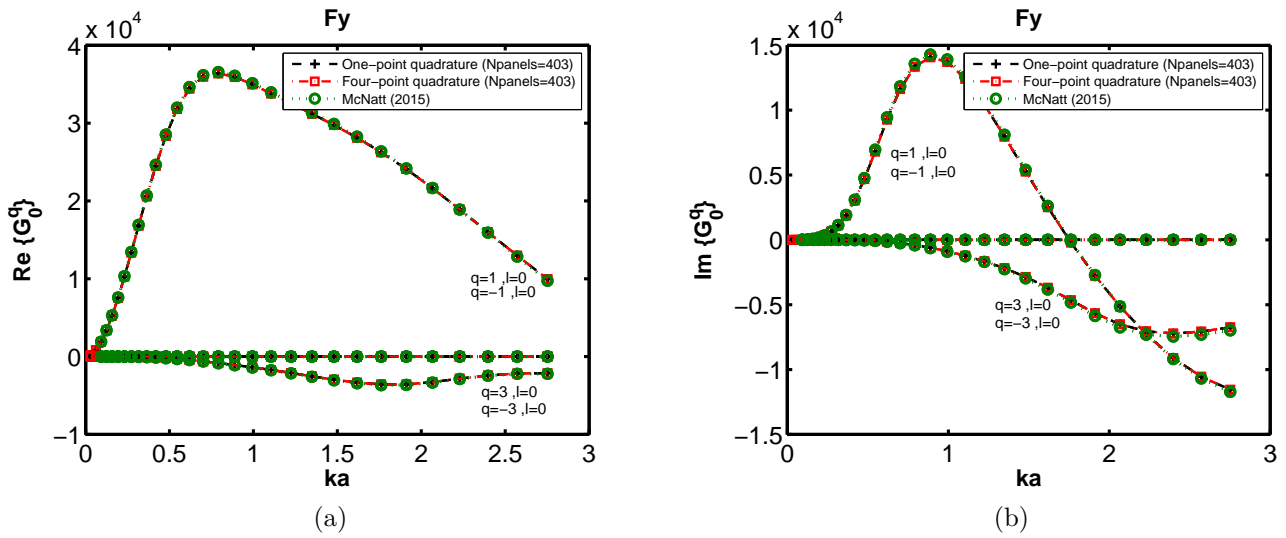 Fy
x 10^4
Re {G_0^q}
4
3
2
1
0
−1
0 0.5 1 1.5 2 2.5 3
ka
One−point quadrature (Npanels=403)
Four−point quadrature (Npanels=403)
McNatt (2015)
q=1 ,l=0
q=−1 ,l=0
q=3 ,l=0
q=−3 ,l=0
(a)
Fy
x 10^4
Im {G_0^q}
1.5
1
0.5
0
−0.5
−1
−1.5
0 1 2 3
ka
One−point quadrature (Npanels=403)
Four−point quadrature (Npanels=403)
McNatt (2015)
q=1 ,l=0
q=−1 ,l=0
q=3 ,l=0
q=−3 ,l=0
(b)